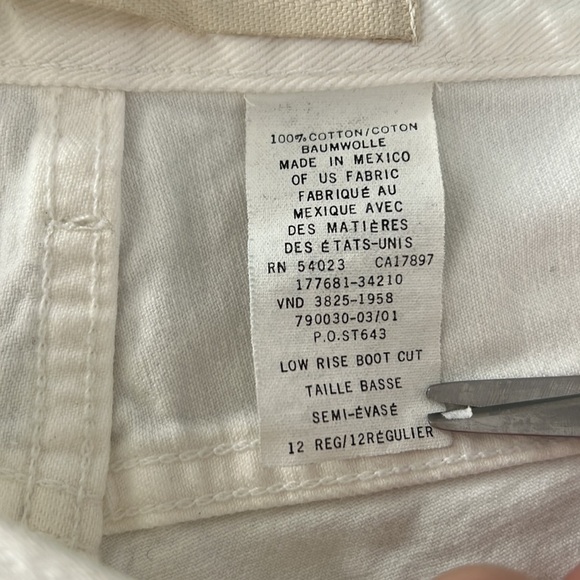 100% COTTON/COTON
BAUMWOLLE
MADE IN MEXICO
OF US FABRIC
FABRIQUÉ AU
MEXIQUE AVEC
DES MATIÈRES
DES ÉTATS-UNIS
RN 54023 CA17897
177681-34210
VND 3825-1958
790030-03/01
P.O.ST643
LOW RISE BOOT CUT
TAILLE BASSE
SEMI-ÉVASÉ
12 REG/12RÉGULIER